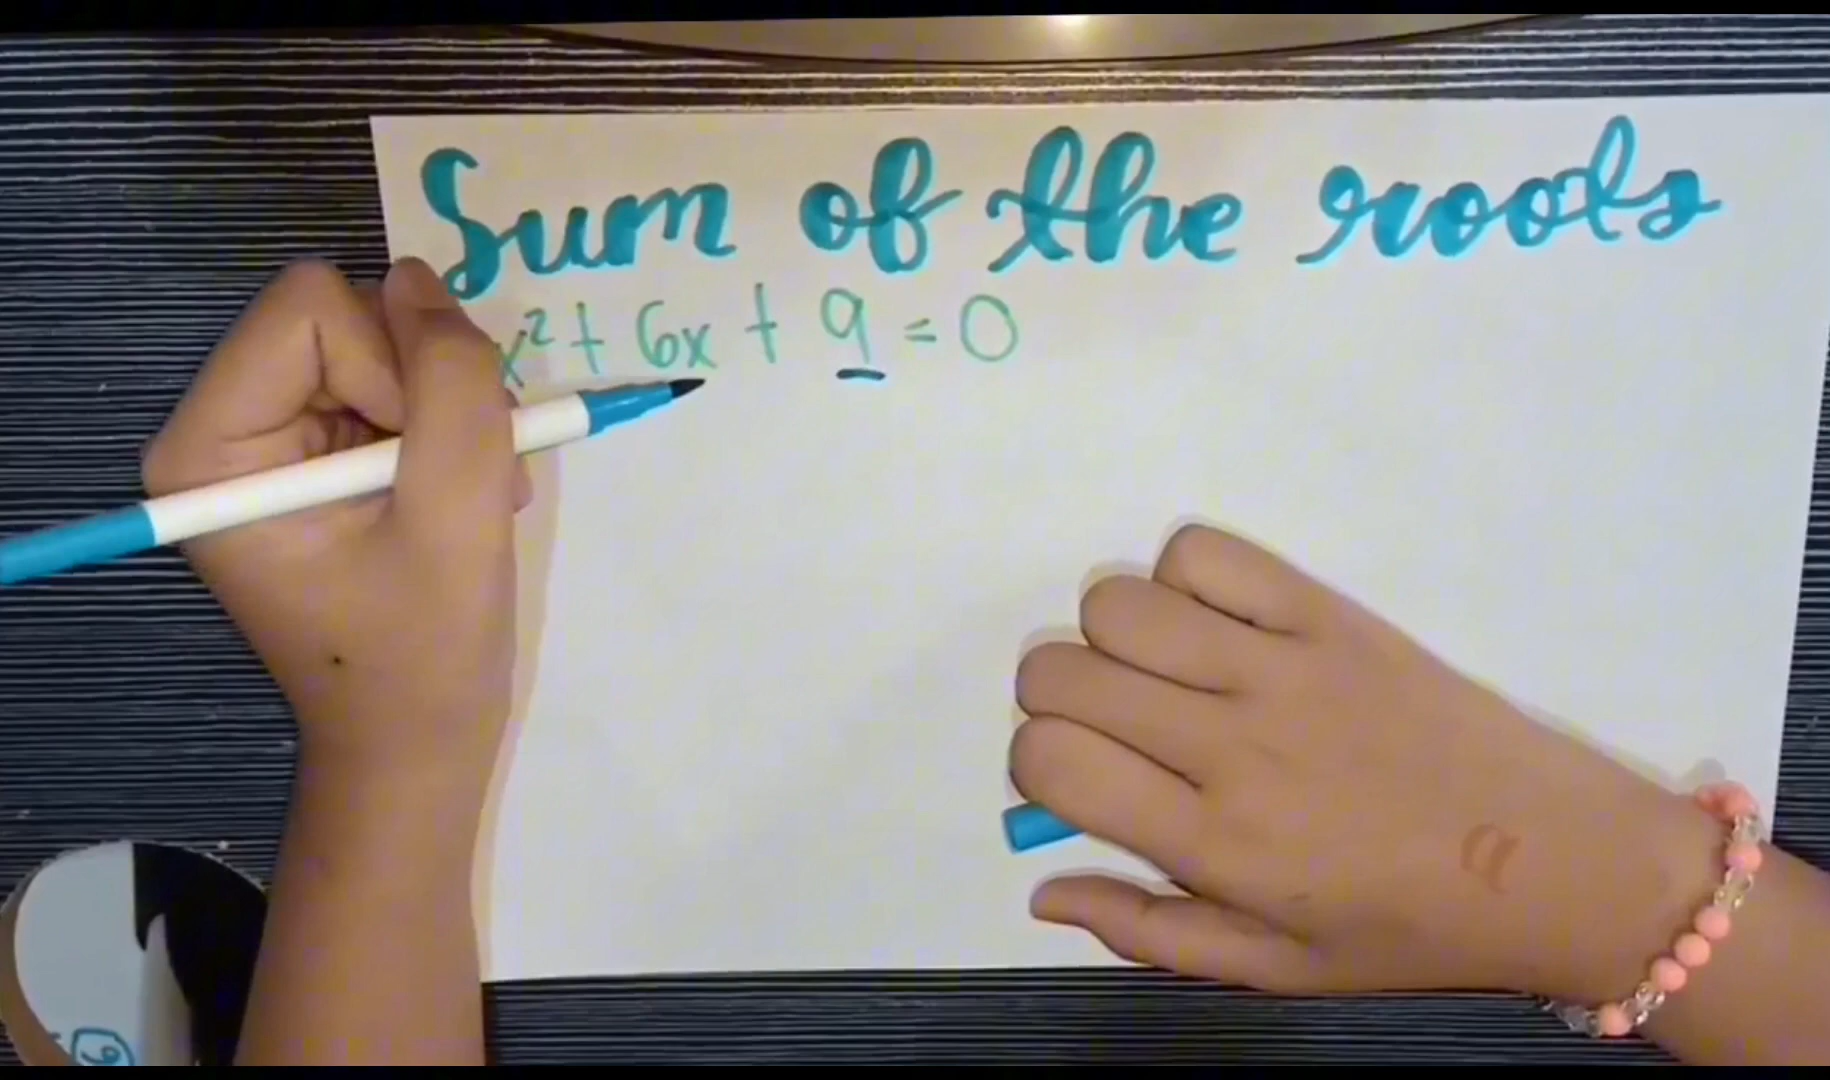 Sum of the roots
x² + 6x + 9 = 0